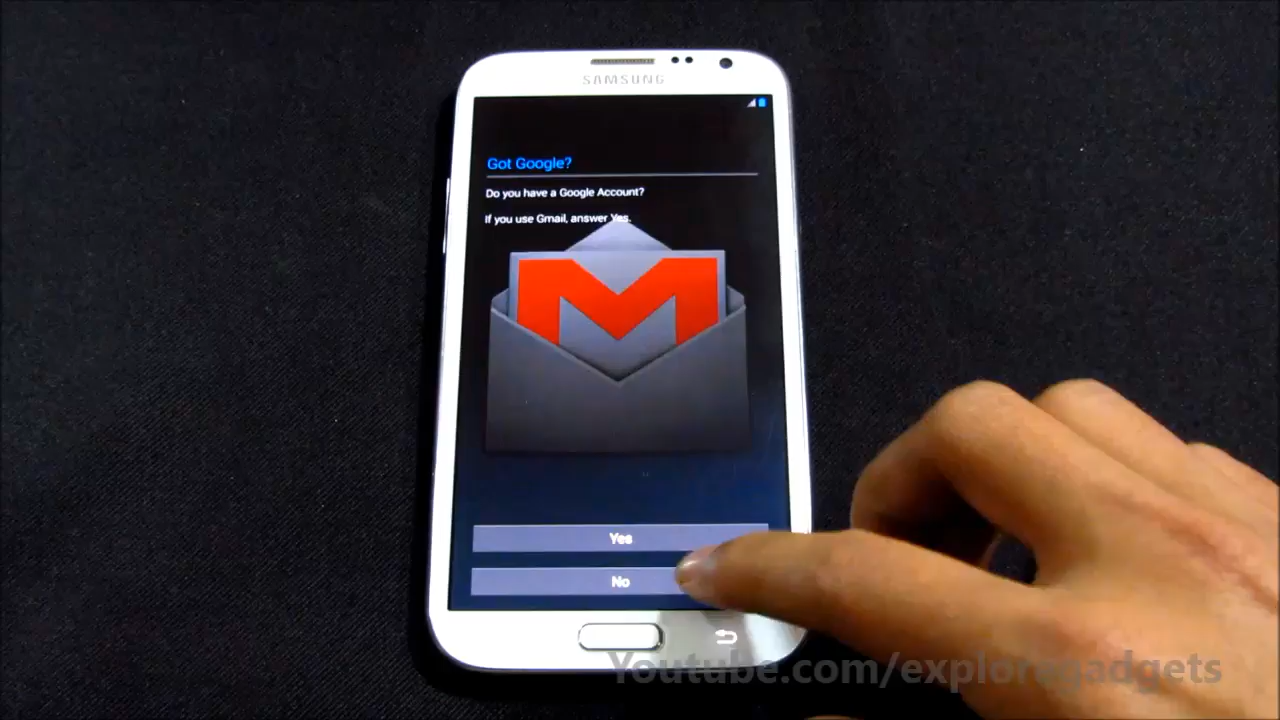 SAMSUNG
Got Google?
Do you have a Google Account?
If you use Gmail, answer Yes.
Yes
No
Youtube.com/exploregadgets